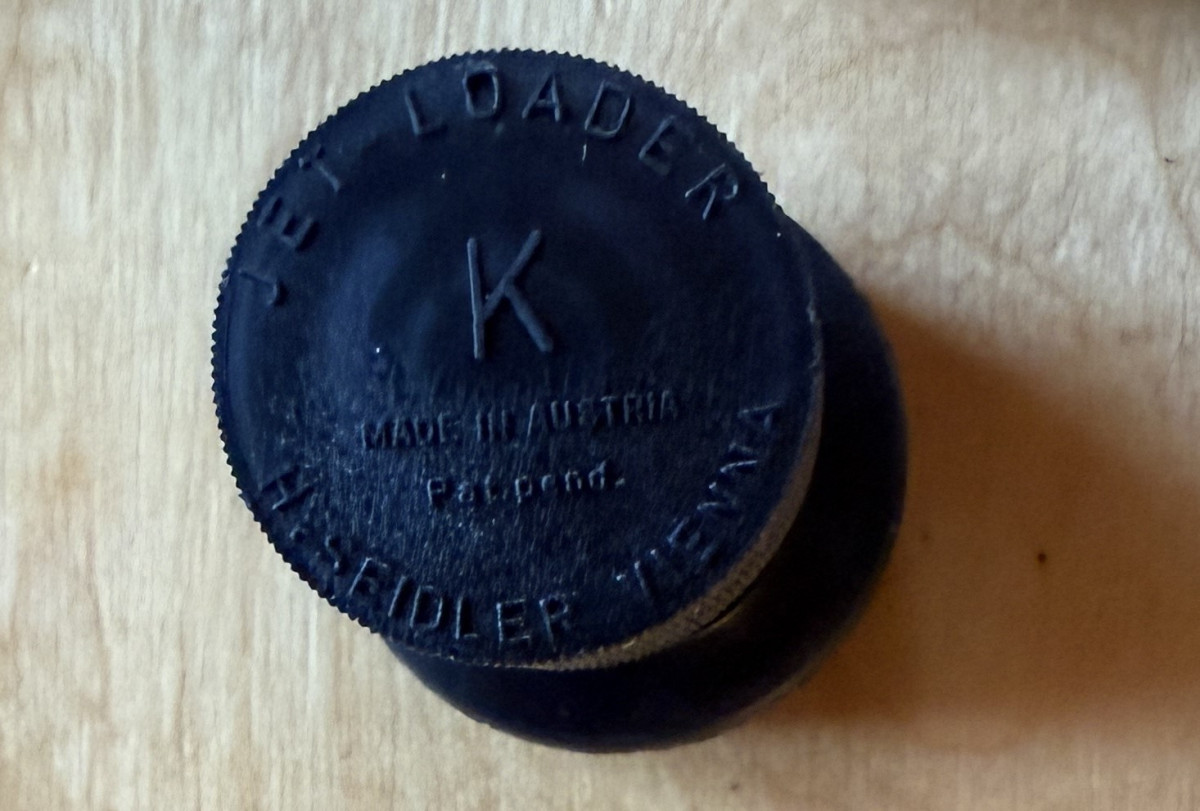 JET LOADER
K
MADE IN AUSTRIA
Pat.pend.
H. SEIDLER VIENNA